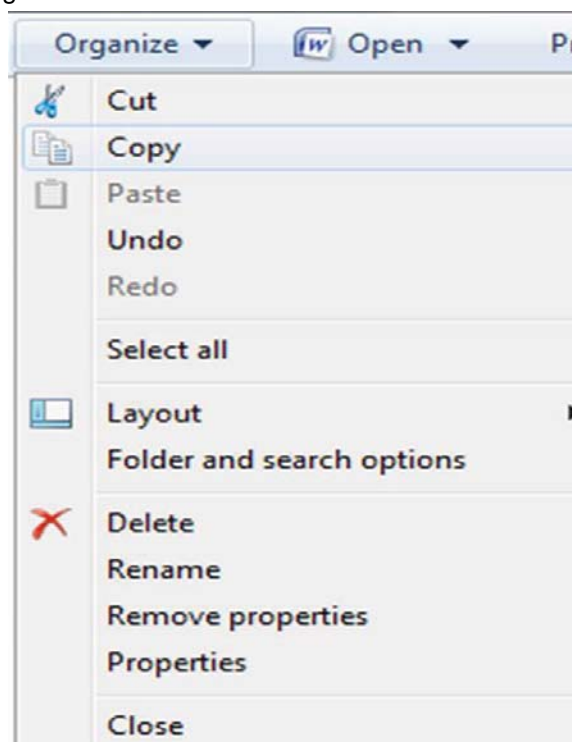 Organize Open
Cut
Copy
Paste
Undo
Redo
Select all
Layout
Folder and search options
Delete
Rename
Remove properties
Properties
Close